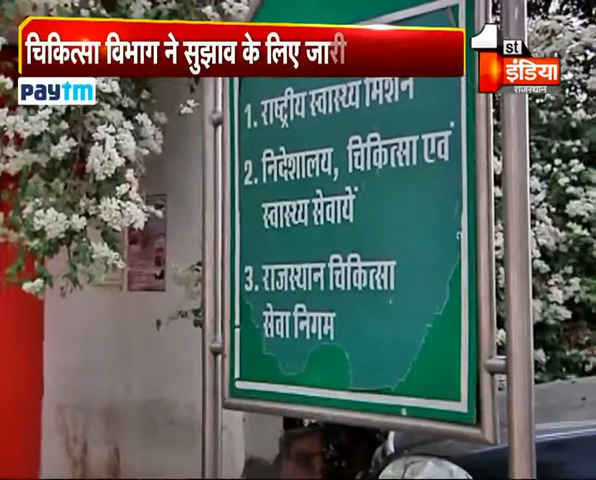 चिकित्सा विभाग ने सुझाव के लिए जारी
1st
इंडिया
राजस्थान
paytm
1. राष्ट्रीय स्वास्थ्य मिशन
2. निदेशालय, चिकित्सा एवं
स्वास्थ्य सेवायें
3. राजस्थान चिकित्सा
सेवा निगम